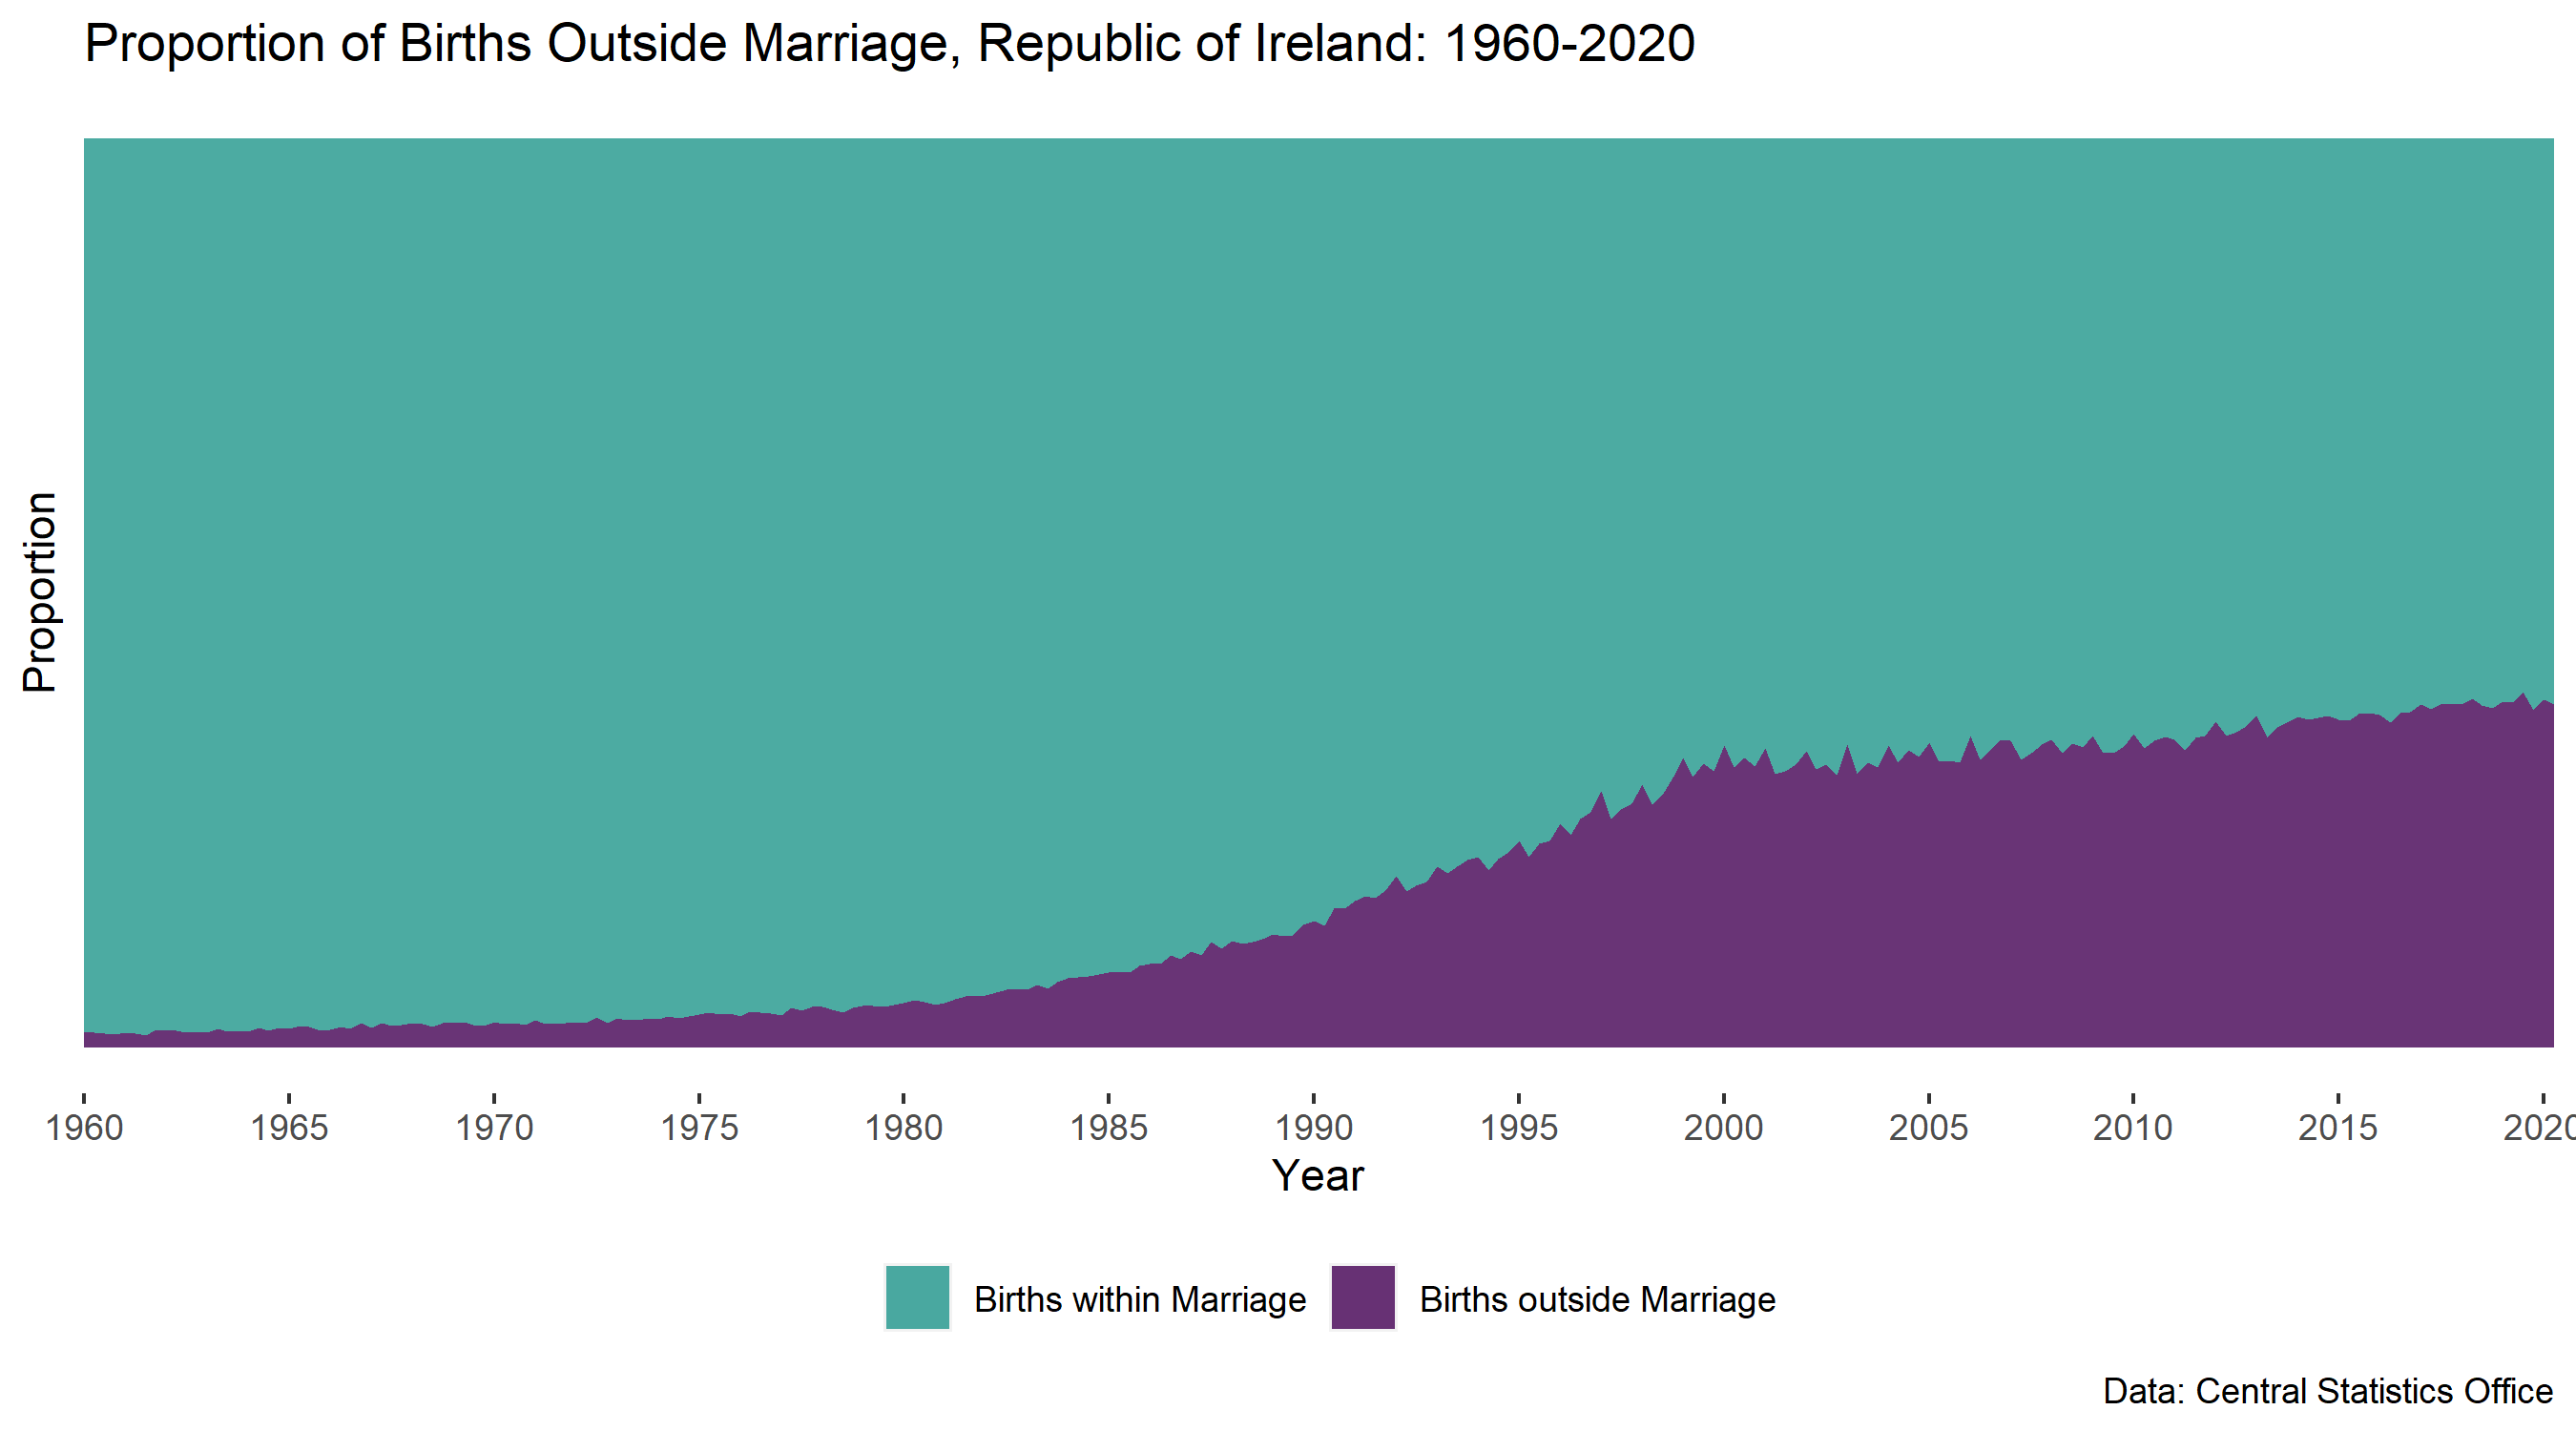 Proportion of Births Outside Marriage, Republic of Ireland: 1960-2020
Proportion
1960 1965 1970 1975 1980 1985 1990 1995 2000 2005 2010 2015 2020
Year
Births within Marriage Births outside Marriage
Data: Central Statistics Office